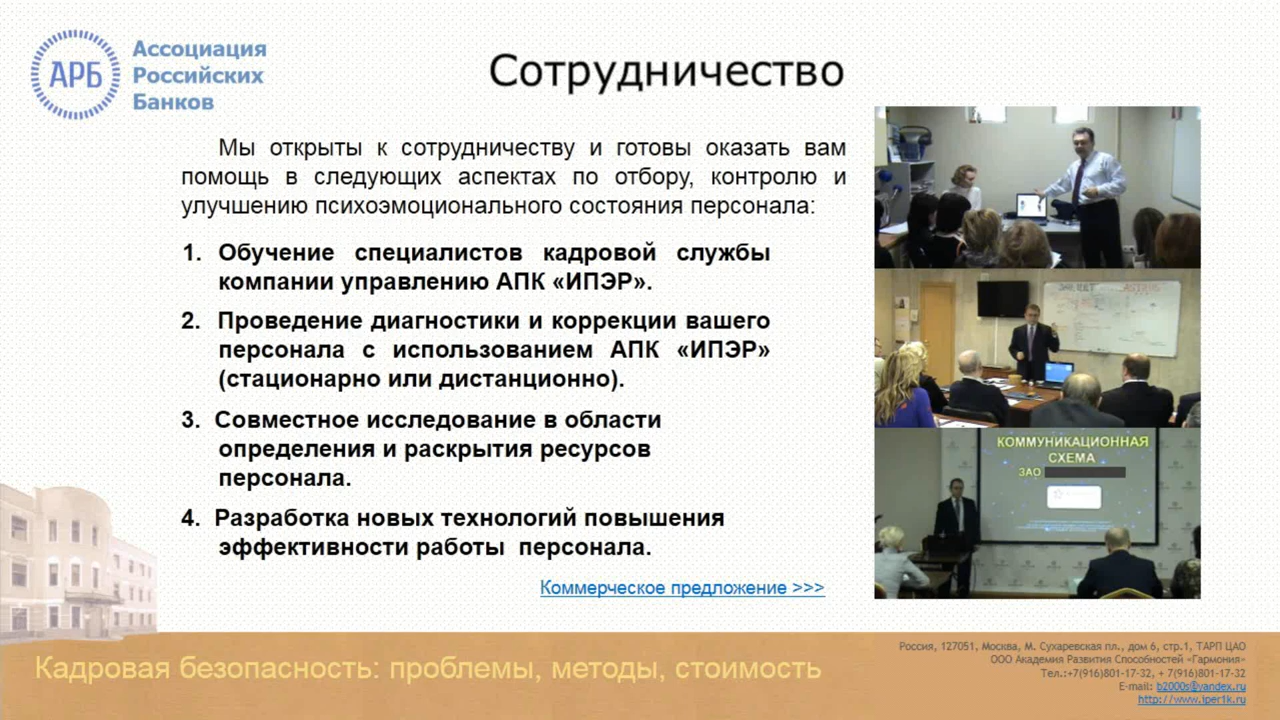 АРБ
Ассоциация
Российских
Банков
Сотрудничество
Мы открыты к сотрудничеству и готовы оказать вам
помощь в следующих аспектах по отбору, контролю и
улучшению психоэмоционального состояния персонала:
1. Обучение специалистов кадровой службы
компании управлению АПК «ИПЭР».
2. Проведение диагностики и коррекции вашего
персонала с использованием АПК «ИПЭР»
(стационарно или дистанционно).
3. Совместное исследование в области
определения и раскрытия ресурсов
персонала.
4. Разработка новых технологий повышения
эффективности работы персонала.
Коммерческое предложение >>>
КОММУНИКАЦИОННАЯ
СХЕМА
ЗАО
Кадровая безопасность: проблемы, методы, стоимость
Россия, 127051, Москва, М. Сухаревская пл., дом 6, стр.1, ТАРП ЦАО
ООО Академия Развития Способностей «Гармония»
Тел.:+7(916)801-17-32, + 7(916)801-17-32
E-mail: b2000s@yandex.ru
http://www.iper1k.ru